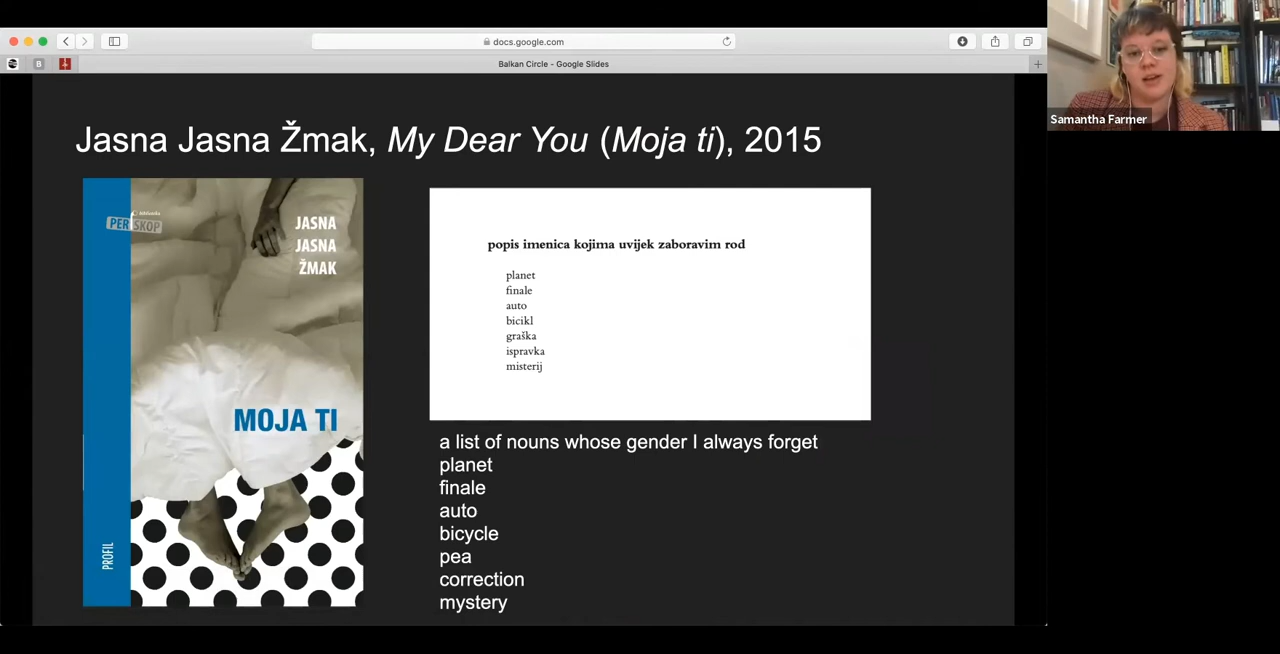 docs.google.com
B
Balkan Circle - Google Slides
Samantha Farmer
Jasna Jasna Žmak, My Dear You (Moja ti), 2015
PERISKOP
JASNA
JASNA
ŽMAK
MOJA TI
PROFIL
popis imenica kojima uvijek zaboravim rod
planet
finale
auto
bicikl
graška
ispravka
misterij
a list of nouns whose gender I always forget
planet
finale
auto
bicycle
pea
correction
mystery